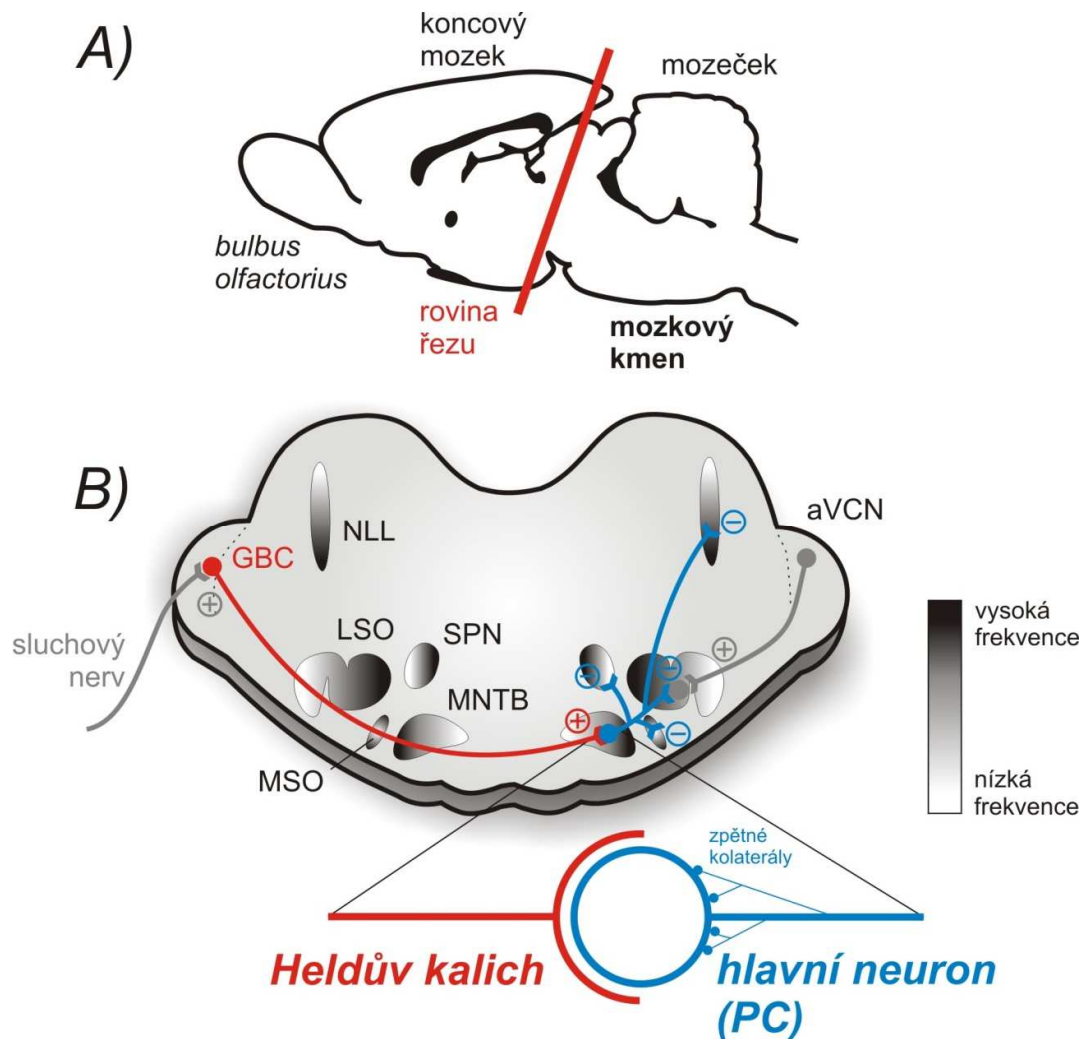 A)
koncový
mozek
mozeček
bulbus
olfactorius
rovina
řezu
mozkový
kmen
B)
NLL
aVCN
GBC
+
sluchový
nerv
LSO
SPN
MNTB
MSO
+
−
−
−
−
+
vysoká
frekvence
nízká
frekvence
zpětné
kolaterály
Heldův kalich
hlavní neuron
(PC)